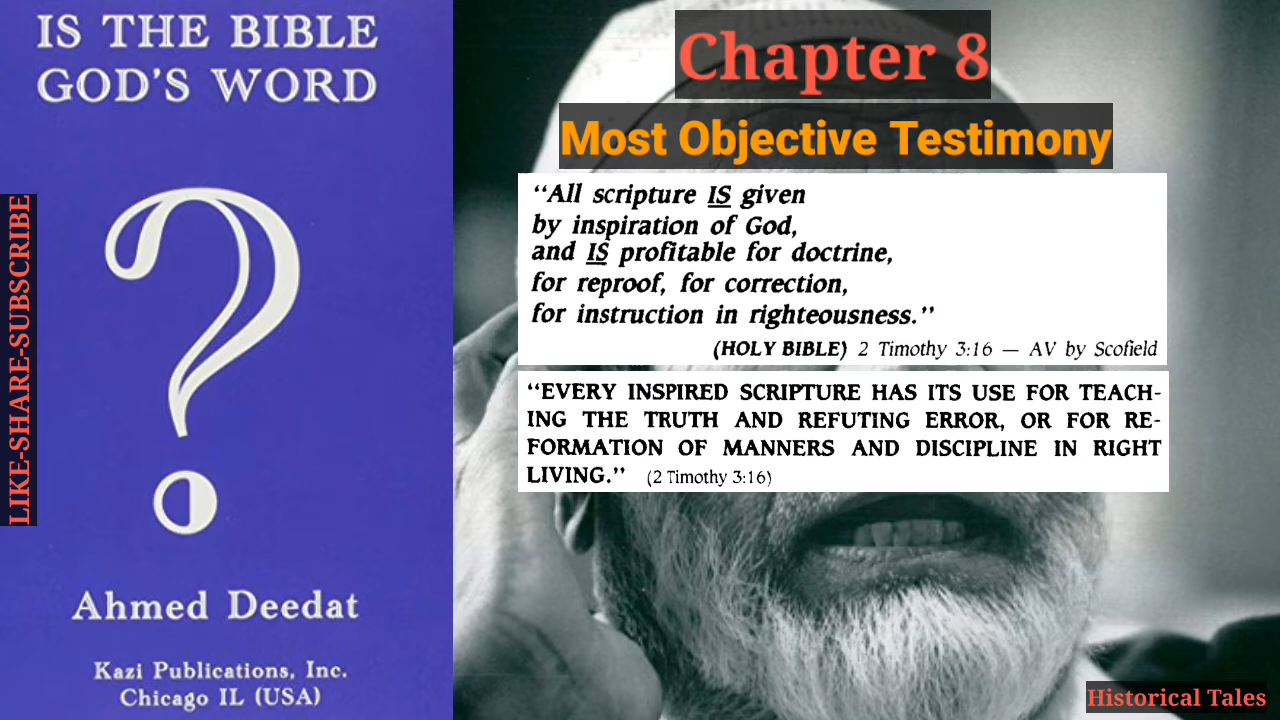 IS THE BIBLE
GOD'S WORD
?
Ahmed Deedat
Kazi Publications, Inc.
Chicago IL (USA)
LIKE-SHARE-SUBSCRIBE
Chapter 8
Most Objective Testimony
“All scripture IS given
by inspiration of God,
and IS profitable for doctrine,
for reproof, for correction,
for instruction in righteousness.”
(HOLY BIBLE) 2 Timothy 3:16 — AV by Scofield
“EVERY INSPIRED SCRIPTURE HAS ITS USE FOR TEACH-
ING THE TRUTH AND REFUTING ERROR, OR FOR RE-
FORMATION OF MANNERS AND DISCIPLINE IN RIGHT
LIVING.” (2 Timothy 3:16)
Historical Tales